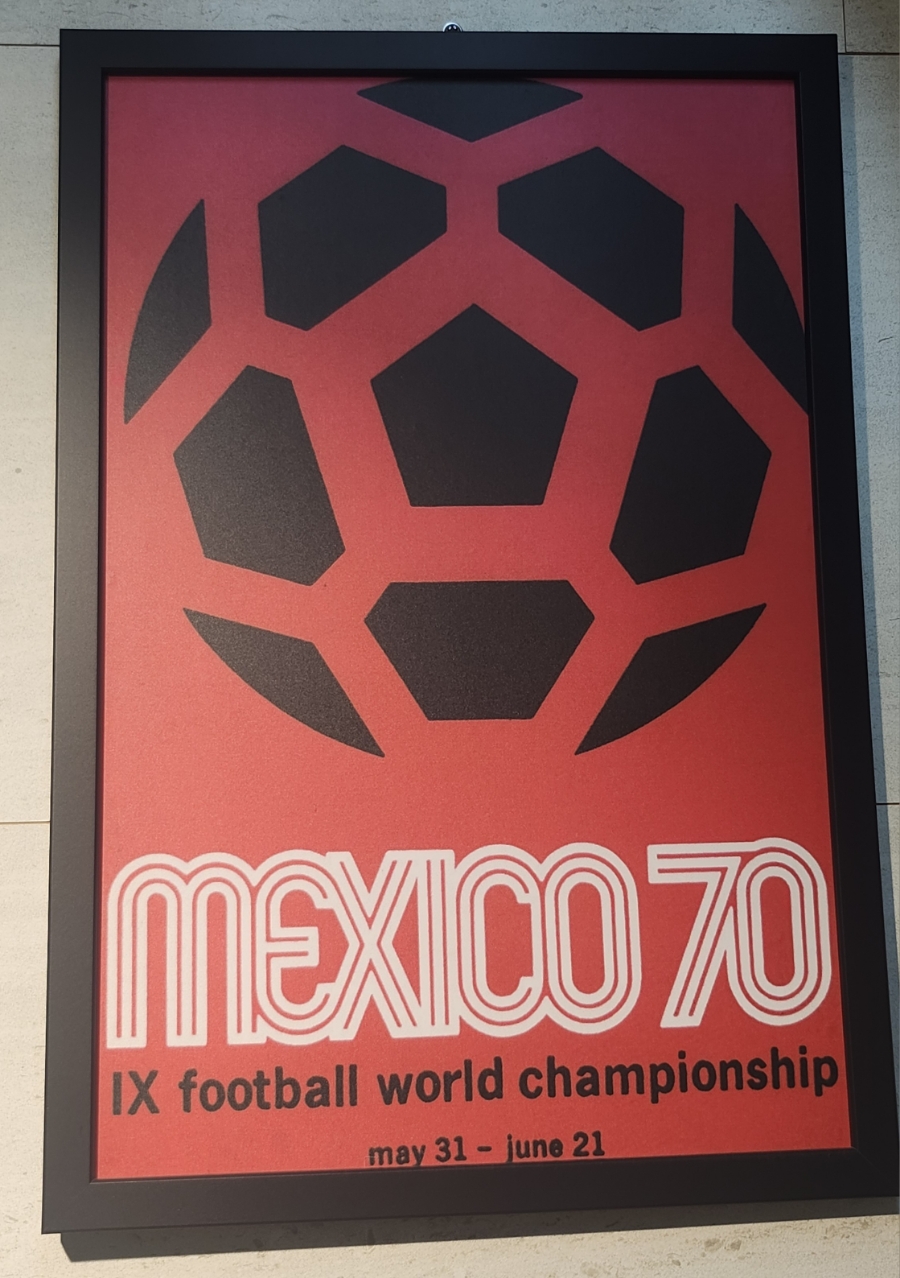 MEXICO 70
IX football world championship
may 31 - june 21